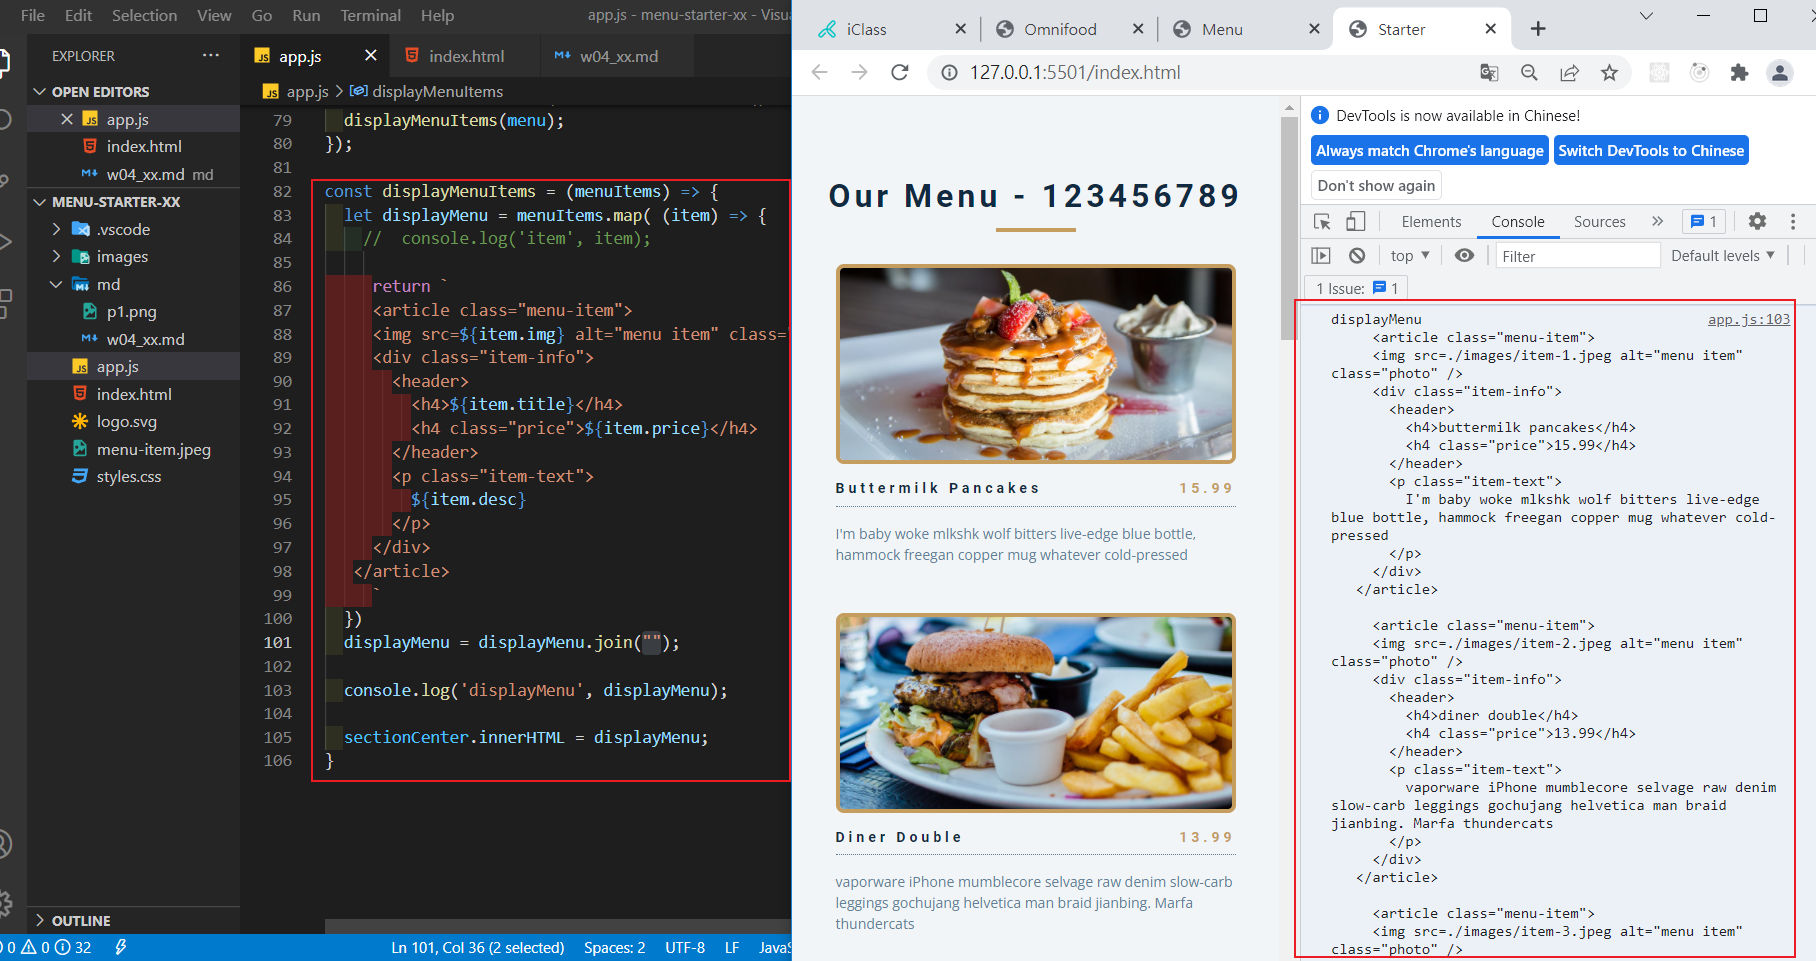 File Edit Selection View Go Run Terminal Help app.js - menu-starter-xx - Visu
EXPLORER
OPEN EDITORS
app.js
index.html
w04_xx.md md
MENU-STARTER-XX
.vscode
images
md
p1.png
w04_xx.md
app.js
index.html
logo.svg
menu-item.jpeg
styles.css
OUTLINE
app.js index.html w04_xx.md
app.js > displayMenuItems
79 displayMenuItems(menu);
80 });
81
82 const displayMenuItems = (menuItems) => {
83 let displayMenu = menuItems.map( (item) => {
84 // console.log('item', item);
85
86 return `
87 <article class="menu-item">
88 <img src=${item.img} alt="menu item" class=
89 <div class="item-info">
90 <header>
91 <h4>${item.title}</h4>
92 <h4 class="price">${item.price}</h4>
93 </header>
94 <p class="item-text">
95 ${item.desc}
96 </p>
97 </div>
98 </article>
99 `
100 })
101 displayMenu = displayMenu.join("");
102
103 console.log('displayMenu', displayMenu);
104
105 sectionCenter.innerHTML = displayMenu;
106 }
0 0 32 Ln 101, Col 36 (2 selected) Spaces: 2 UTF-8 LF JavaS
iClass Omnifood Menu Starter
127.0.0.1:5501/index.html
Our Menu - 123456789
Buttermilk Pancakes 15.99
I'm baby woke mlkshk wolf bitters live-edge blue bottle,
hammock freegan copper mug whatever cold-pressed
Diner Double 13.99
vaporware iPhone mumblecore selvage raw denim slow-carb
leggings gochujang helvetica man braid jianbing. Marfa
thundercats
DevTools is now available in Chinese!
Always match Chrome's language Switch DevTools to Chinese
Don't show again
Elements Console Sources 1
top Filter Default levels
1 Issue: 1
displayMenu app.js:103
<article class="menu-item">
<img src=./images/item-1.jpeg alt="menu item"
class="photo" />
<div class="item-info">
<header>
<h4>buttermilk pancakes</h4>
<h4 class="price">15.99</h4>
</header>
<p class="item-text">
I'm baby woke mlkshk wolf bitters live-edge
blue bottle, hammock freegan copper mug whatever cold-
pressed
</p>
</div>
</article>
<article class="menu-item">
<img src=./images/item-2.jpeg alt="menu item"
class="photo" />
<div class="item-info">
<header>
<h4>diner double</h4>
<h4 class="price">13.99</h4>
</header>
<p class="item-text">
vaporware iPhone mumblecore selvage raw denim
slow-carb leggings gochujang helvetica man braid
jianbing. Marfa thundercats
</p>
</div>
</article>
<article class="menu-item">
<img src=./images/item-3.jpeg alt="menu item"
class="photo" />